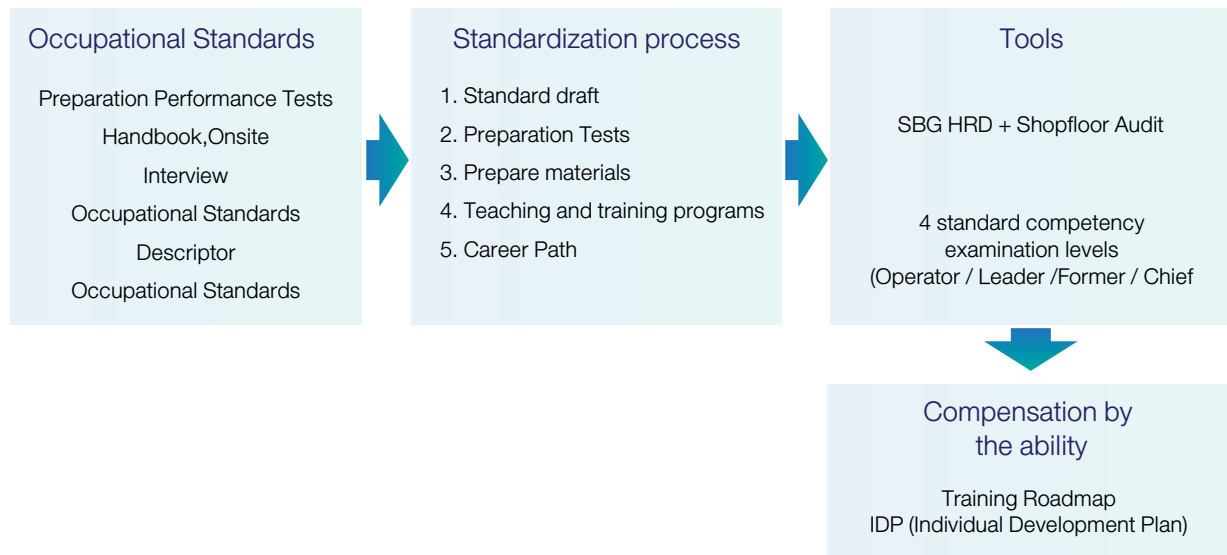 Occupational Standards
Preparation Performance Tests
Handbook,Onsite
Interview
Occupational Standards
Descriptor
Occupational Standards
Standardization process
1. Standard draft
2. Preparation Tests
3. Prepare materials
4. Teaching and training programs
5. Career Path
Tools
SBG HRD + Shopfloor Audit
4 standard competency
examination levels
(Operator / Leader /Former / Chief
Compensation by
the ability
Training Roadmap
IDP (Individual Development Plan)